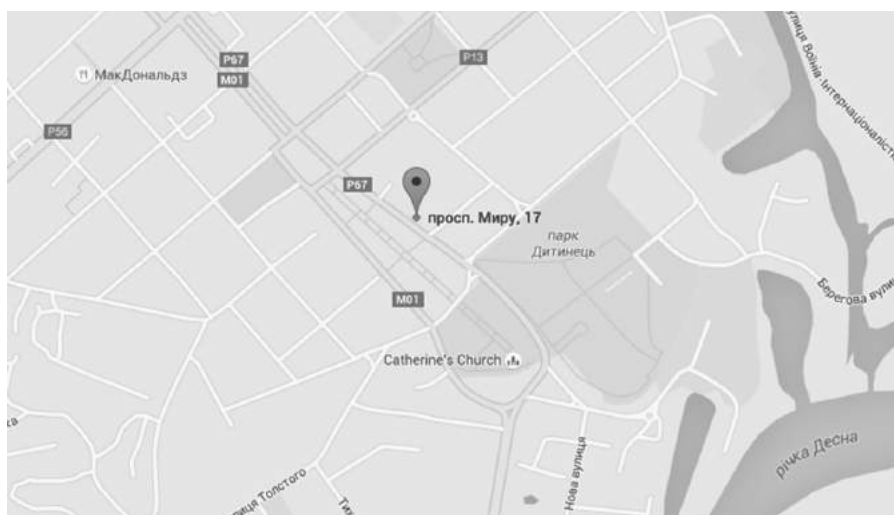 P67
M01
P13
МакДональдз
P56
P67
просп. Миру, 17
парк
Дитинець
вулиця Воїнів - Інтернаціоналістів
M01
Берегова вулиця
Catherine's Church
річка Десна
Нова вулиця
вулиця Толстого